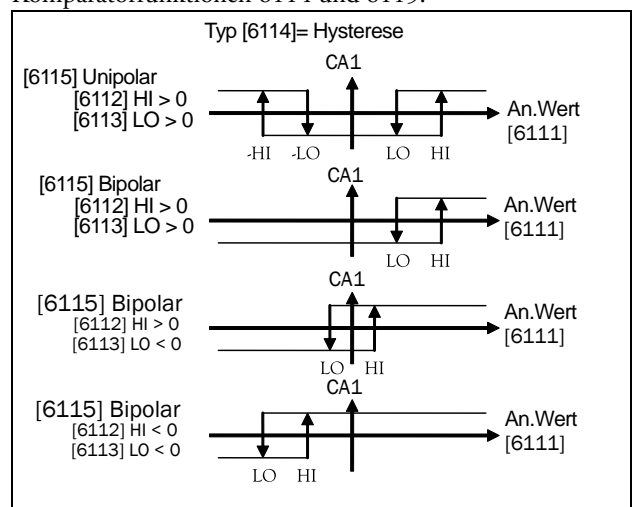 Komparatorfunktionen 6114 und 6115.
Typ [6114]= Hysterese
CA1
[6115] Unipolar
[6112] HI > 0
[6113] LO > 0
An.Wert
[6111]
-HI -LO LO HI
CA1
[6115] Bipolar
[6112] HI > 0
[6113] LO > 0
An.Wert
[6111]
LO HI
CA1
[6115] Bipolar
[6112] HI > 0
[6113] LO < 0
An.Wert
[6111]
LO HI
CA1
[6115] Bipolar
[6112] HI < 0
[6113] LO < 0
An.Wert
[6111]
LO HI